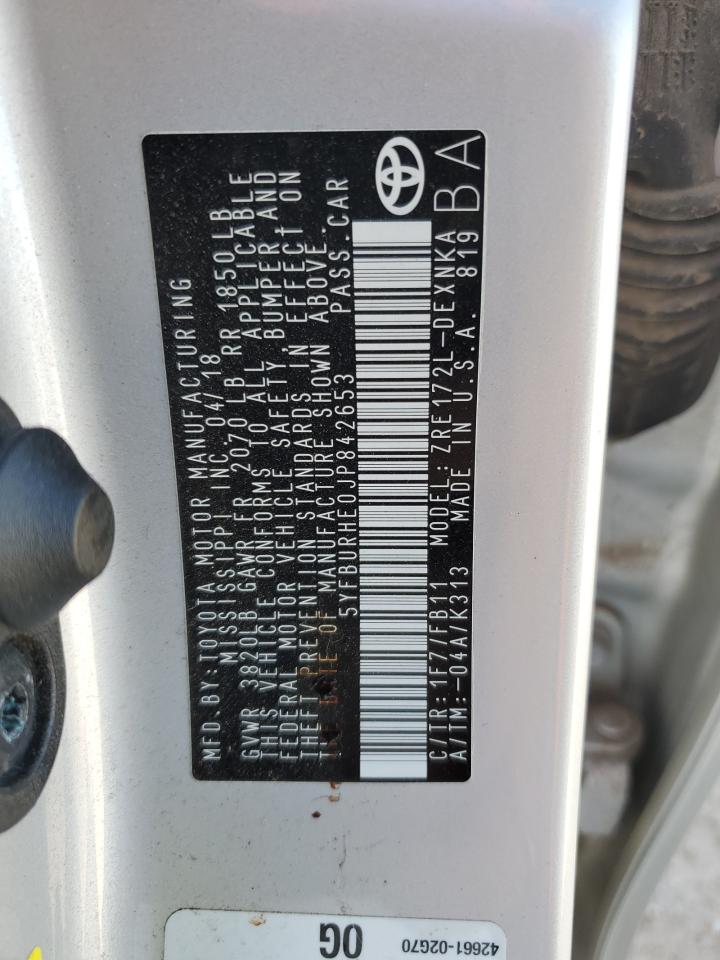 MFD. BY: TOYOTA MOTOR MANUFACTURING
MISSISSIPPI INC. 04/18
GVWR 3820LB GAWR FR 2070 LB RR 1850LB
THIS VEHICLE CONFORMS TO ALL APPLICABLE
FEDERAL MOTOR VEHICLE SAFETY, BUMPER, AND
THEFT PREVENTION STANDARDS IN EFFECT ON
THE DATE OF MANUFACTURE SHOWN ABOVE.
5YFBURHE0JP842653 PASS. CAR
C/TR: 1F7/FB11 MODEL: ZRE172L-DEXNKA
A/TM: -04A/K313 MADE IN U.S.A. 819
BA
0G
42661-02G70